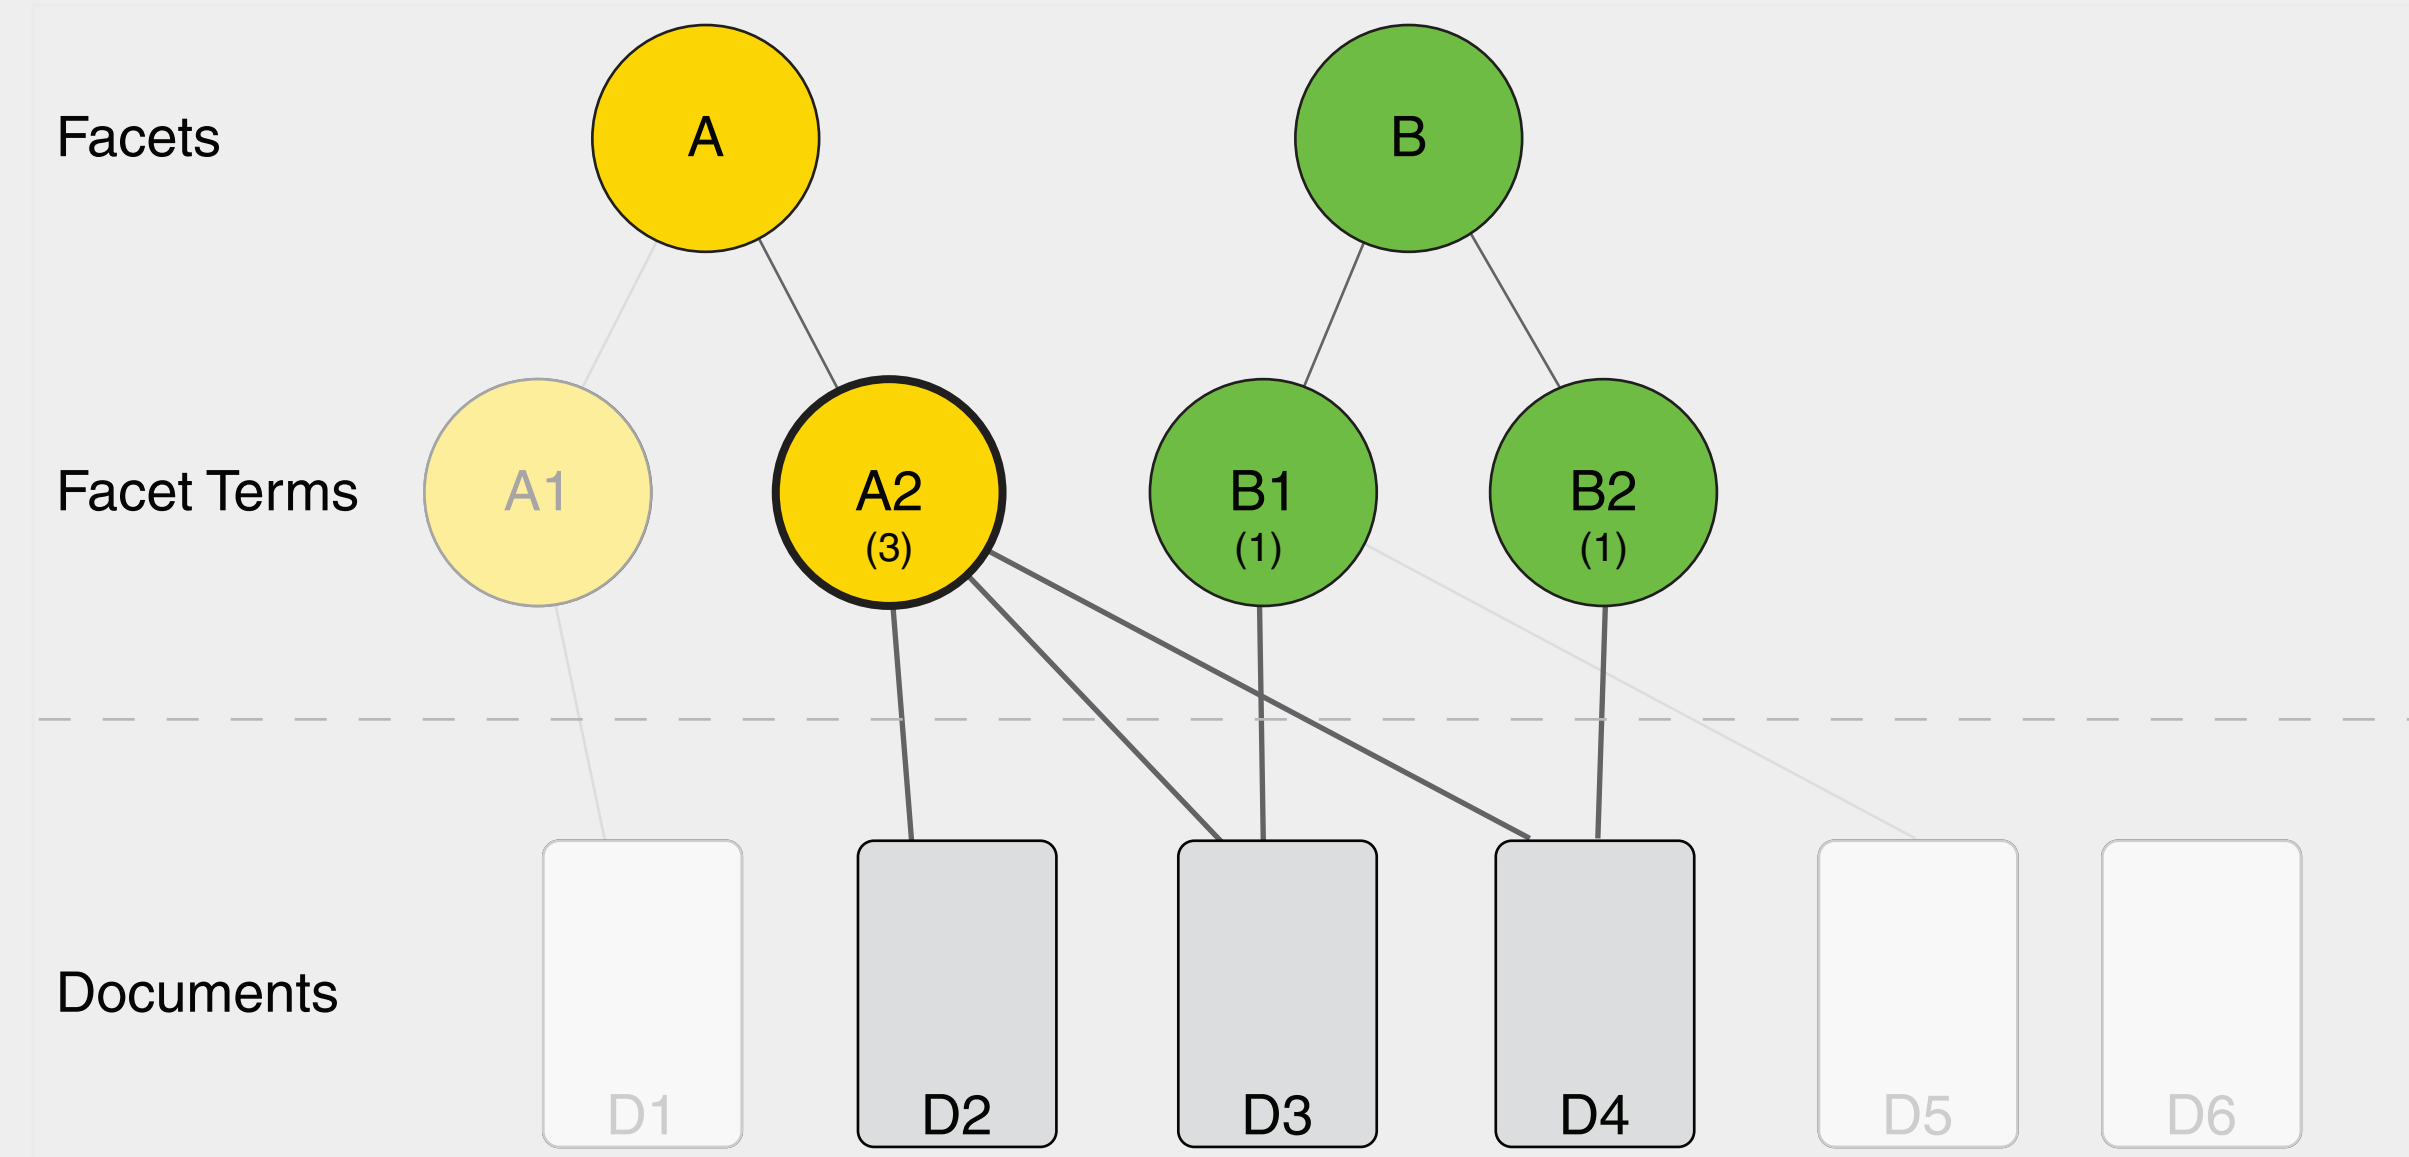 Facets
A
B
Facet Terms
A1
A2
(3)
B1
(1)
B2
(1)
Documents
D1
D2
D3
D4
D5
D6